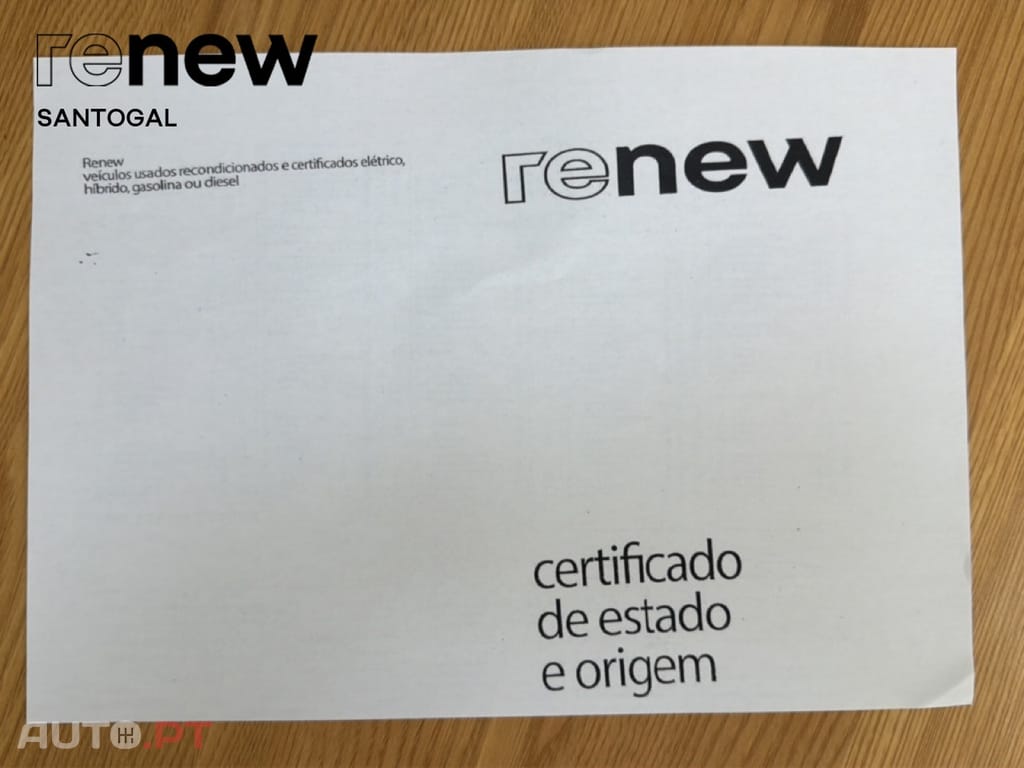 renew
SANTOGAL
Renew
veículos usados recondicionados e certificados elétrico,
híbrido, gasolina ou diesel
renew
certificado
de estado
e origem
AUTO.PT